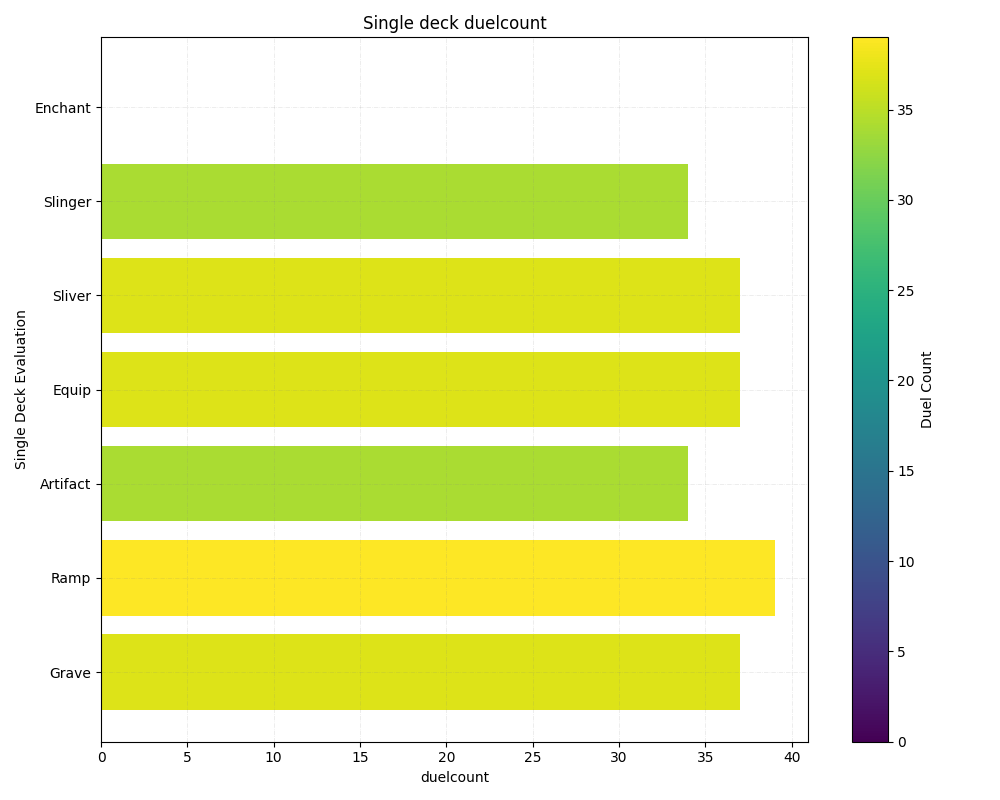 Single deck duelcount
Enchant
Slinger
Sliver
Equip
Artifact
Ramp
Grave
Single Deck Evaluation
0 5 10 15 20 25 30 35 40
duelcount
35
30
25
20
15
10
5
0
Duel Count